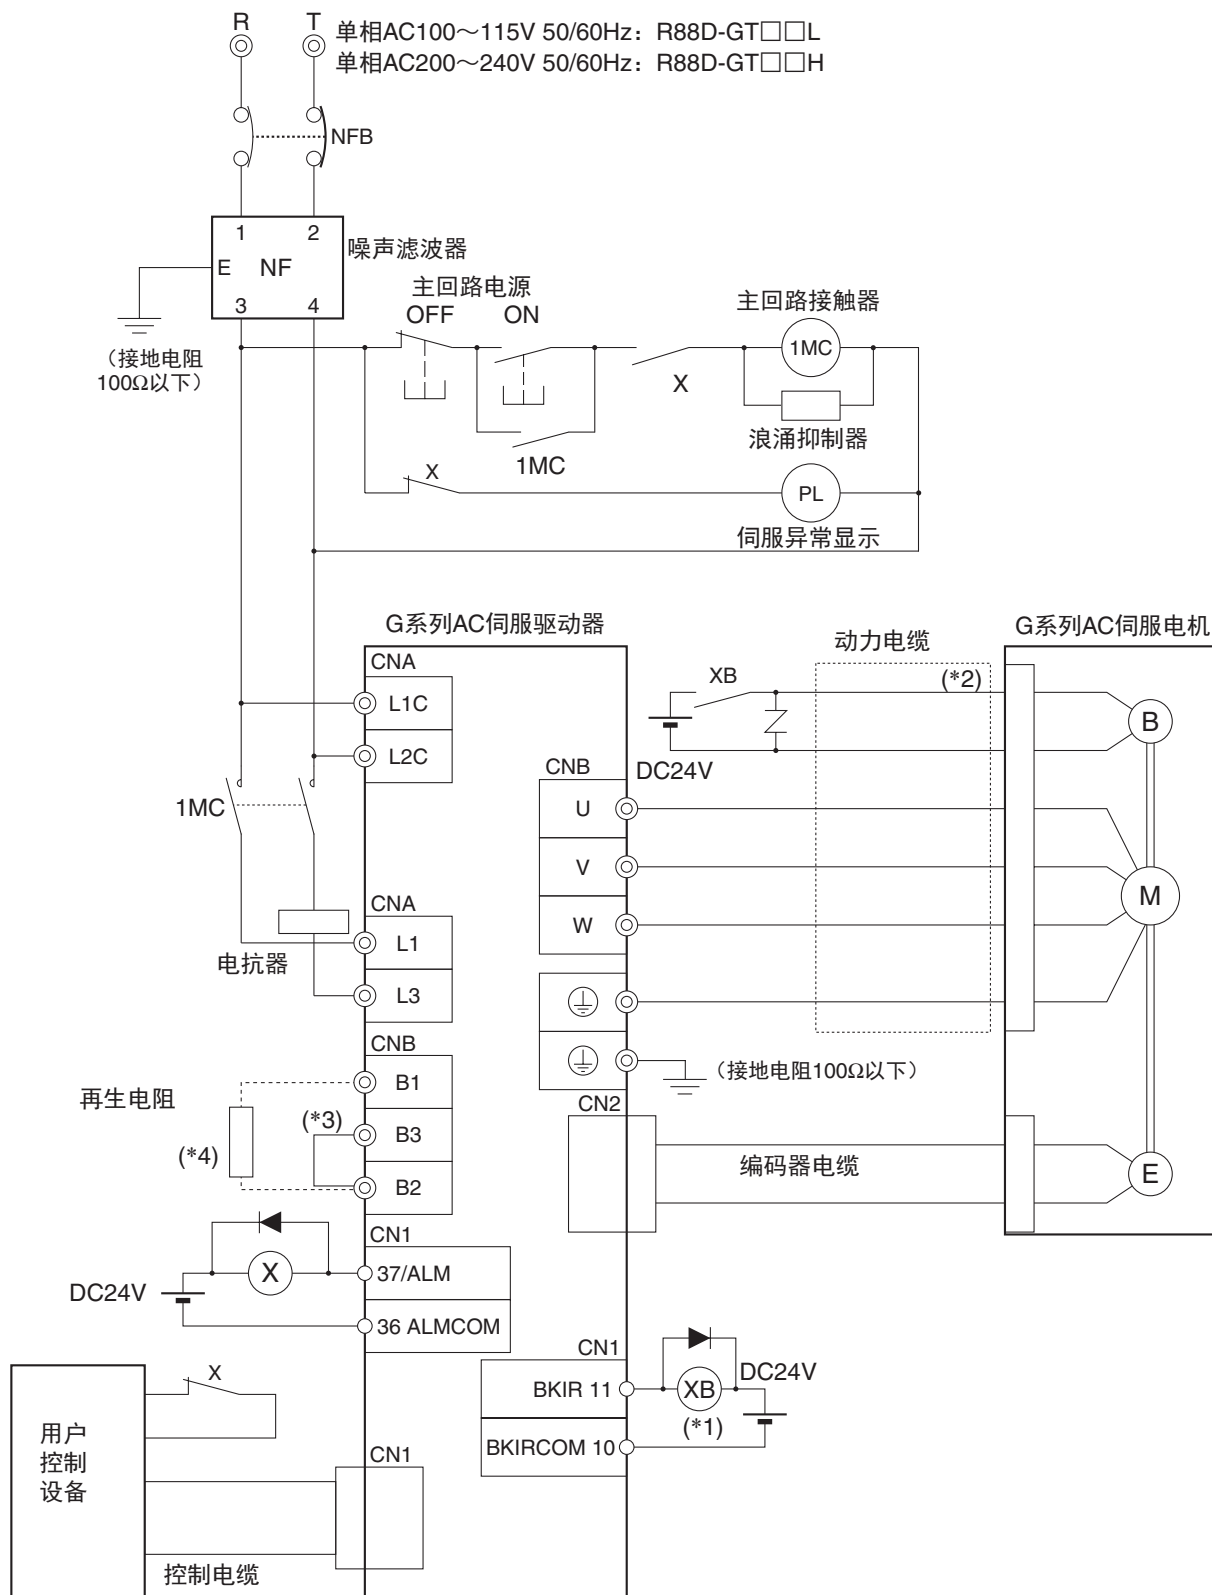 R T
单相AC100～115V 50/60Hz：R88D-GT□□L
单相AC200～240V 50/60Hz：R88D-GT□□H
NFB
1 2
E NF
3 4
噪声滤波器
（接地电阻
100Ω以下）
主回路电源
OFF ON
主回路接触器
1MC
X
浪涌抑制器
1MC
X
PL
伺服异常显示
G系列AC伺服驱动器
动力电缆
G系列AC伺服电机
CNA
L1C
L2C
XB
(*2)
B
DC24V
1MC
CNB
U
V
W
M
CNA
L1
L3
电抗器
（接地电阻100Ω以下）
CNB
B1
B3
B2
再生电阻
(*3)
(*4)
CN2
编码器电缆
E
CN1
X
37/ALM
DC24V
36 ALMCOM
CN1
BKIR 11
XB
DC24V
(*1)
BKIRCOM 10
X
用户
控制
设备
CN1
控制电缆